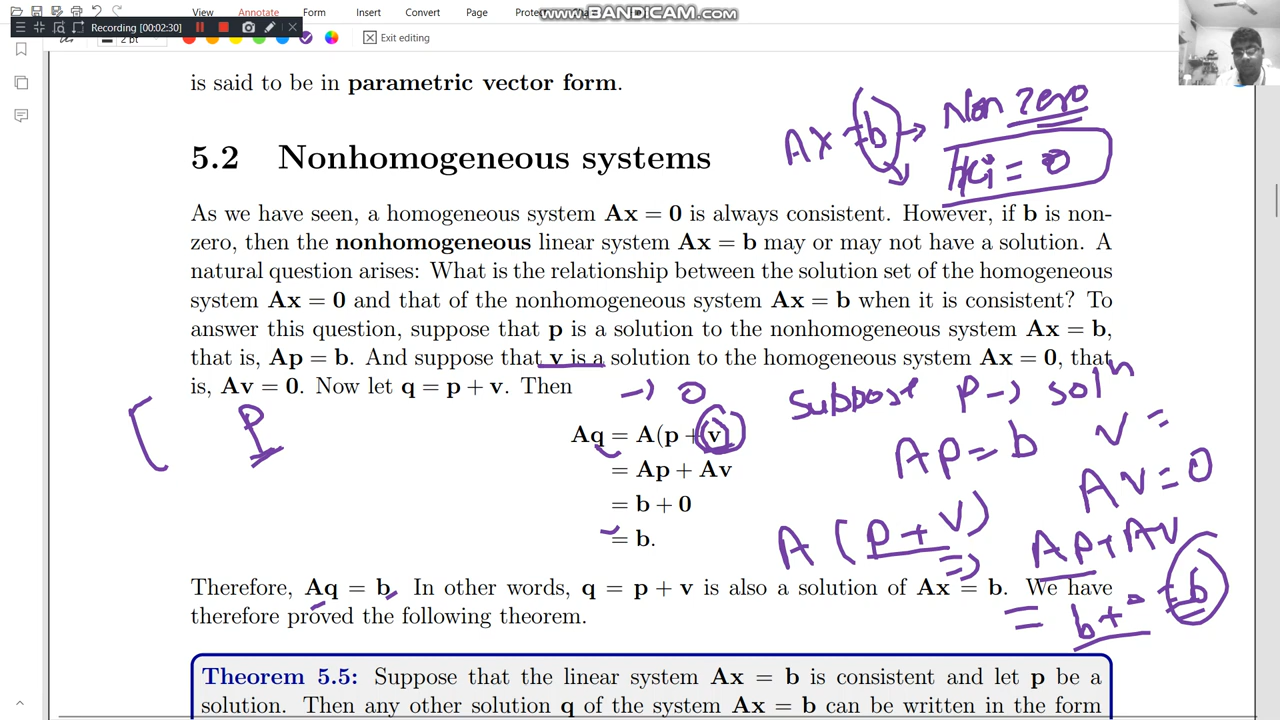 View Annotate Form Insert Convert Page
www.BANDICAM.com
Recording [00:02:30]
2 pt
Exit editing
is said to be in parametric vector form.
Non zero
Ax = b →
= 0
5.2 Nonhomogeneous systems
As we have seen, a homogeneous system Ax = 0 is always consistent. However, if b is non-
zero, then the nonhomogeneous linear system Ax = b may or may not have a solution. A
natural question arises: What is the relationship between the solution set of the homogeneous
system Ax = 0 and that of the nonhomogeneous system Ax = b when it is consistent? To
answer this question, suppose that p is a solution to the nonhomogeneous system Ax = b,
that is, Ap = b. And suppose that v is a solution to the homogeneous system Ax = 0, that
is, Av = 0. Now let q = p + v. Then
→ 0
Suppose p → soln
P
Aq = A(p + v)
= Ap + Av
= b + 0
= b.
Ap = b
v =
Av = 0
A (p + v)
⇒ Ap + Av
= b + 0 = b
Therefore, Aq = b. In other words, q = p + v is also a solution of Ax = b. We have
therefore proved the following theorem.
Theorem 5.5: Suppose that the linear system Ax = b is consistent and let p be a
solution. Then any other solution q of the system Ax = b can be written in the form